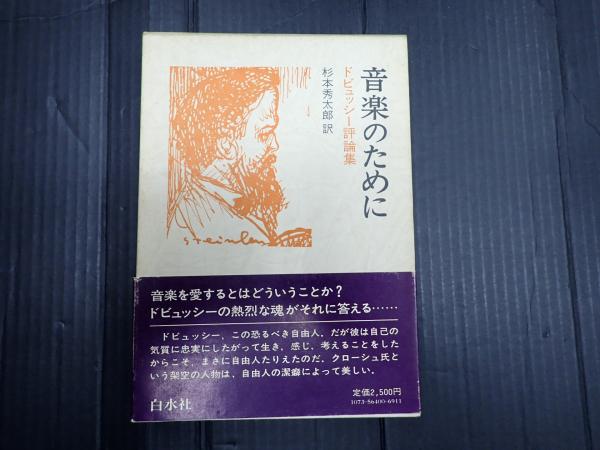 音楽のために
ドビュッシー評論集
杉本秀太郎 訳
Steinlen
音楽を愛するとはどういうことか?
ドビュッシーの熱烈な魂がそれに答える……
ドビュッシー、この恐るべき自由人、だが彼は自己の
気質に忠実にしたがって生き、感じ、考えることをした
からこそ、まさに自由人たりえたのだ。クローシュ氏と
いう架空の人物は、自由人の潔癖によって美しい。
定価2,500円
1073-86400-6911
白水社